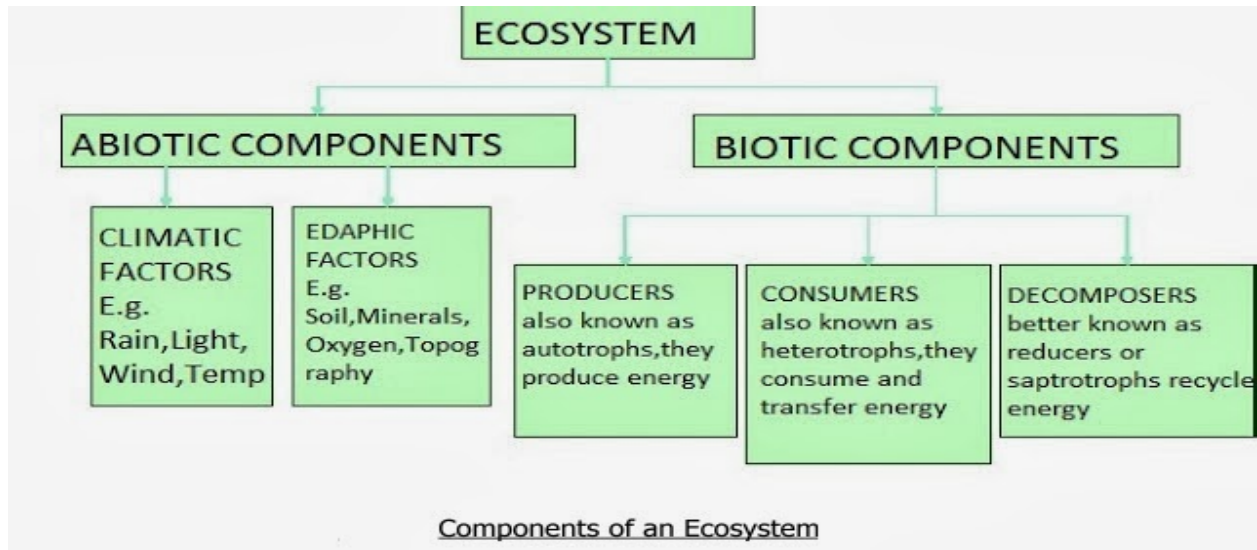 ECOSYSTEM
ABIOTIC COMPONENTS
BIOTIC COMPONENTS
CLIMATIC
FACTORS
E.g.
Rain,Light,
Wind,Temp
EDAPHIC
FACTORS
E.g.
Soil,Minerals,
Oxygen,Topog
raphy
PRODUCERS
also known as
autotrophs,they
produce energy
CONSUMERS
also known as
heterotrophs,they
consume and
transfer energy
DECOMPOSERS
better known as
reducers or
saptrotrophs recycle
energy
Components of an Ecosystem